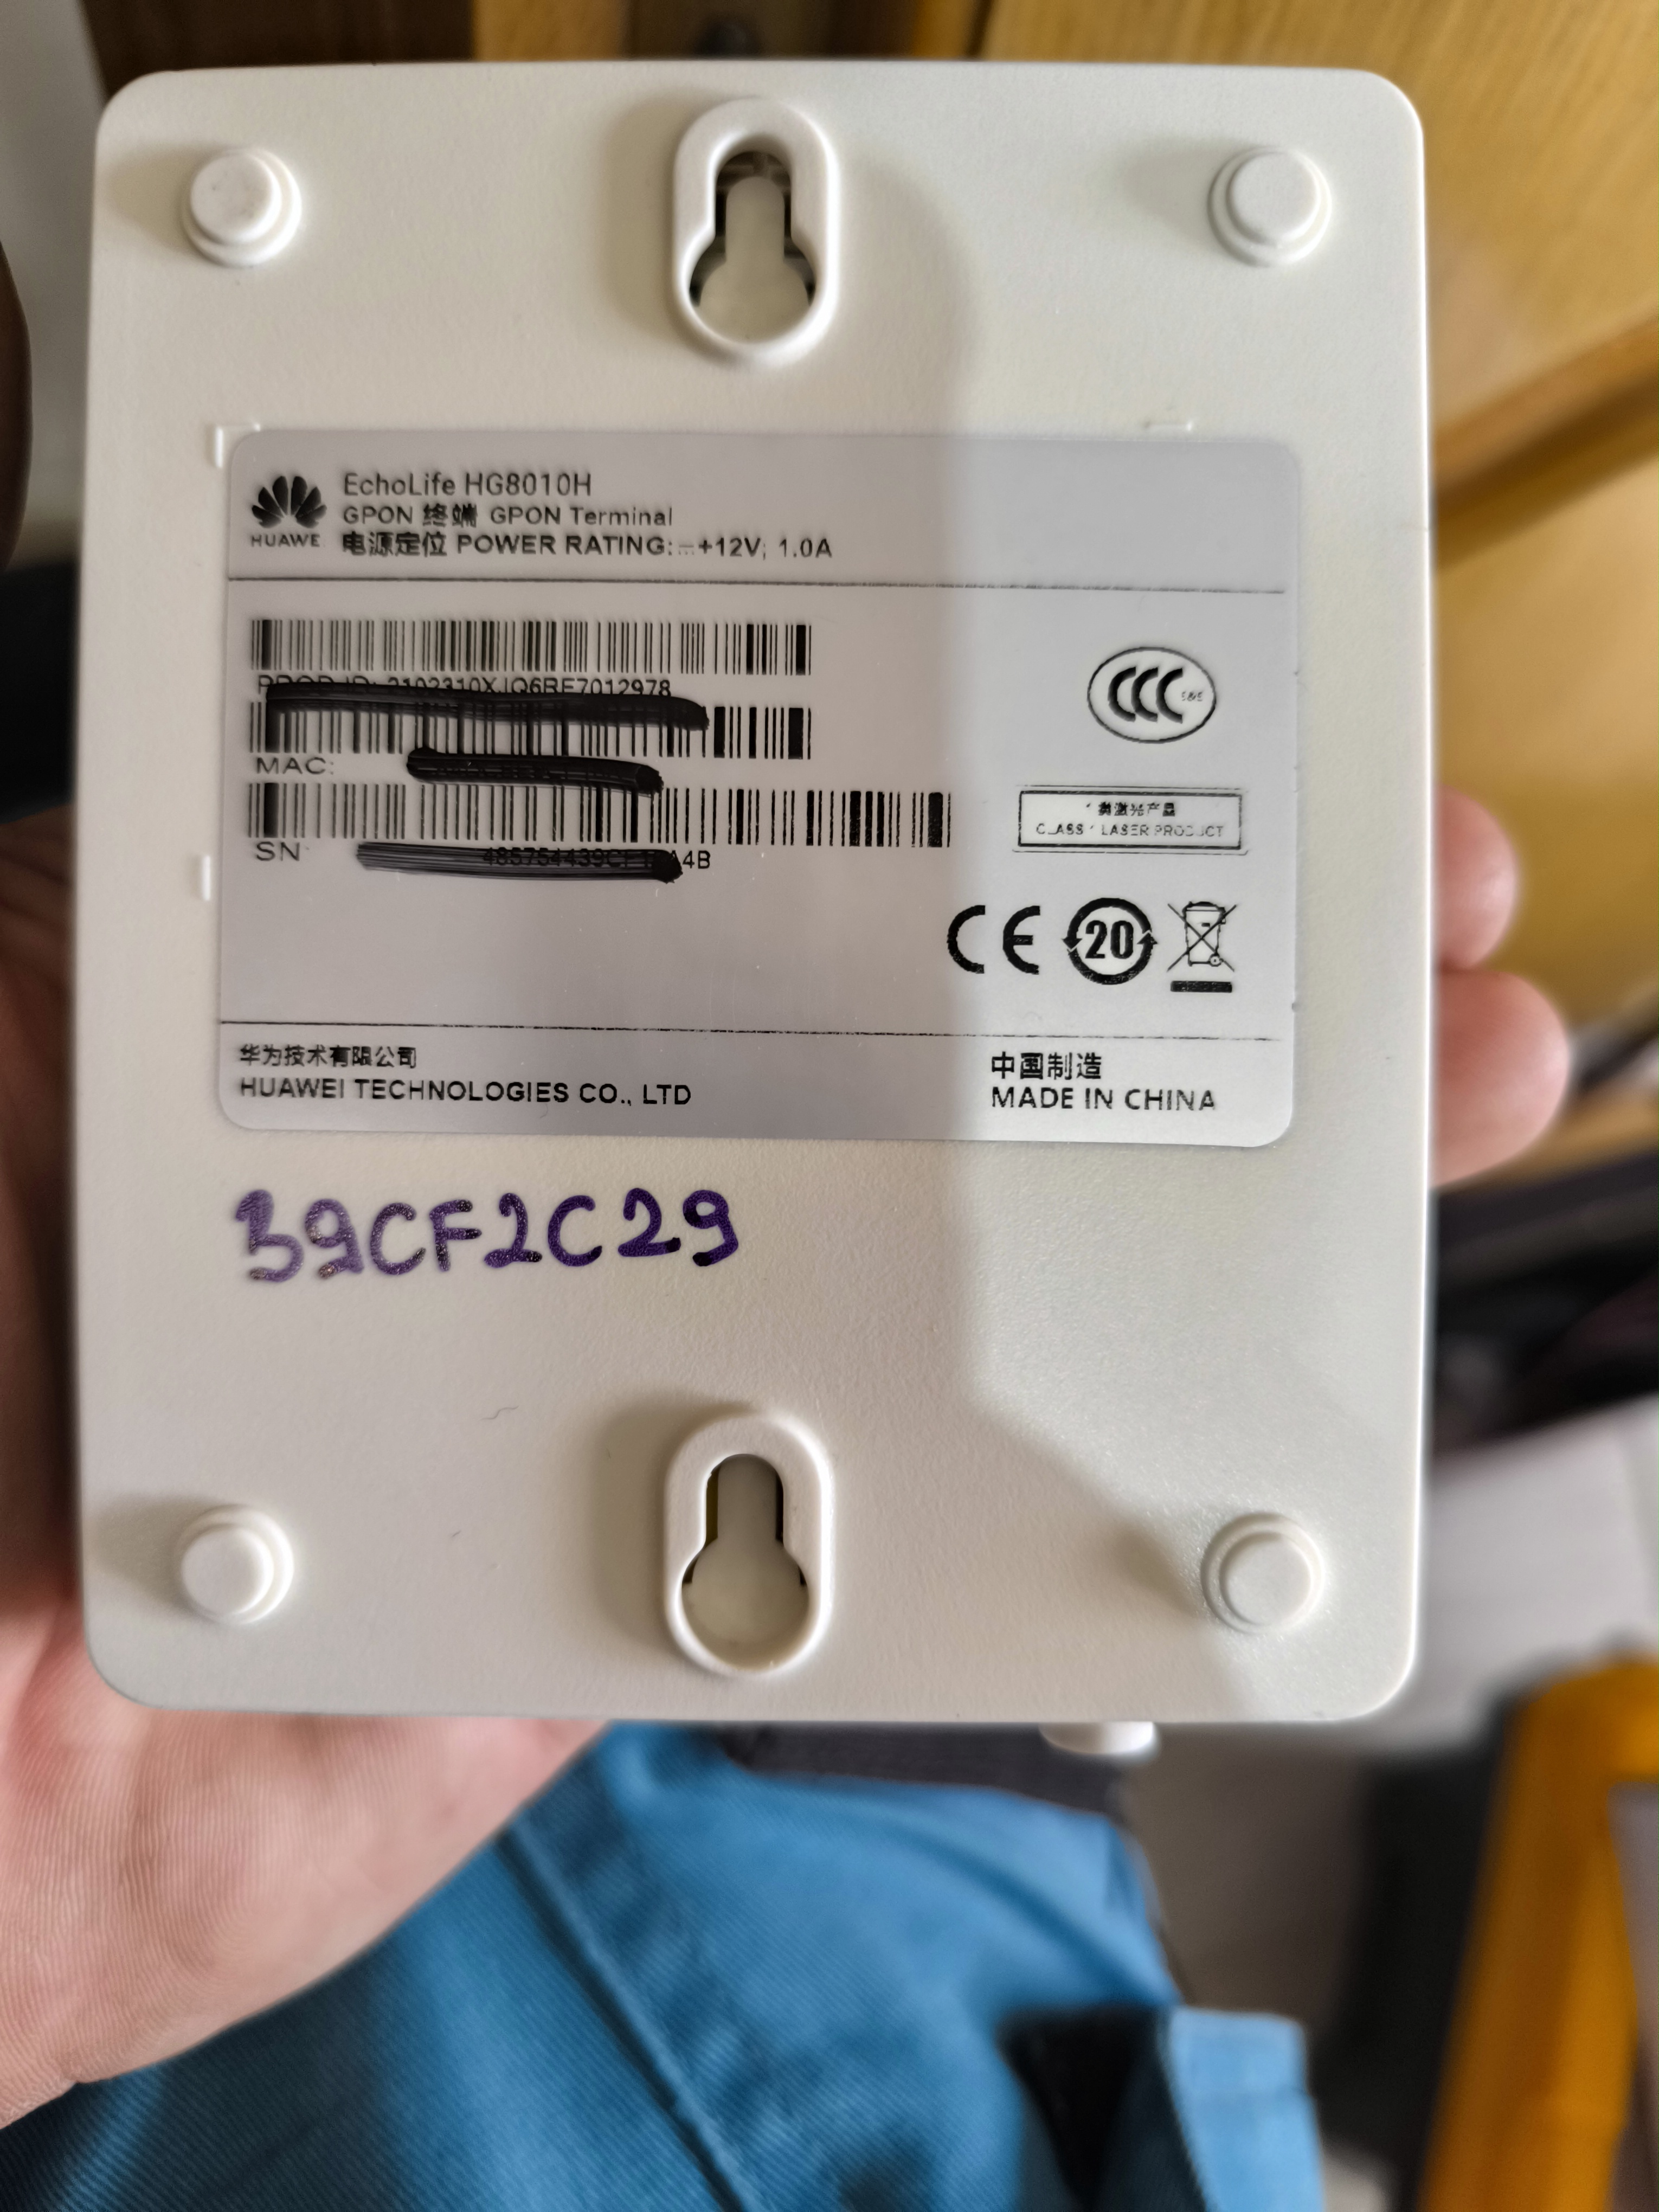 EchoLife HG8010H
GPON 终端 GPON Terminal
HUAWE
电源定位 POWER RATING: ⎓+12V; 1.0A
MAC:
SN:
CCC S&E
CLASS 1 LASER PRODUCT
CE
20
华为技术有限公司
HUAWEI TECHNOLOGIES CO., LTD
中国制造
MADE IN CHINA
39CF2C29